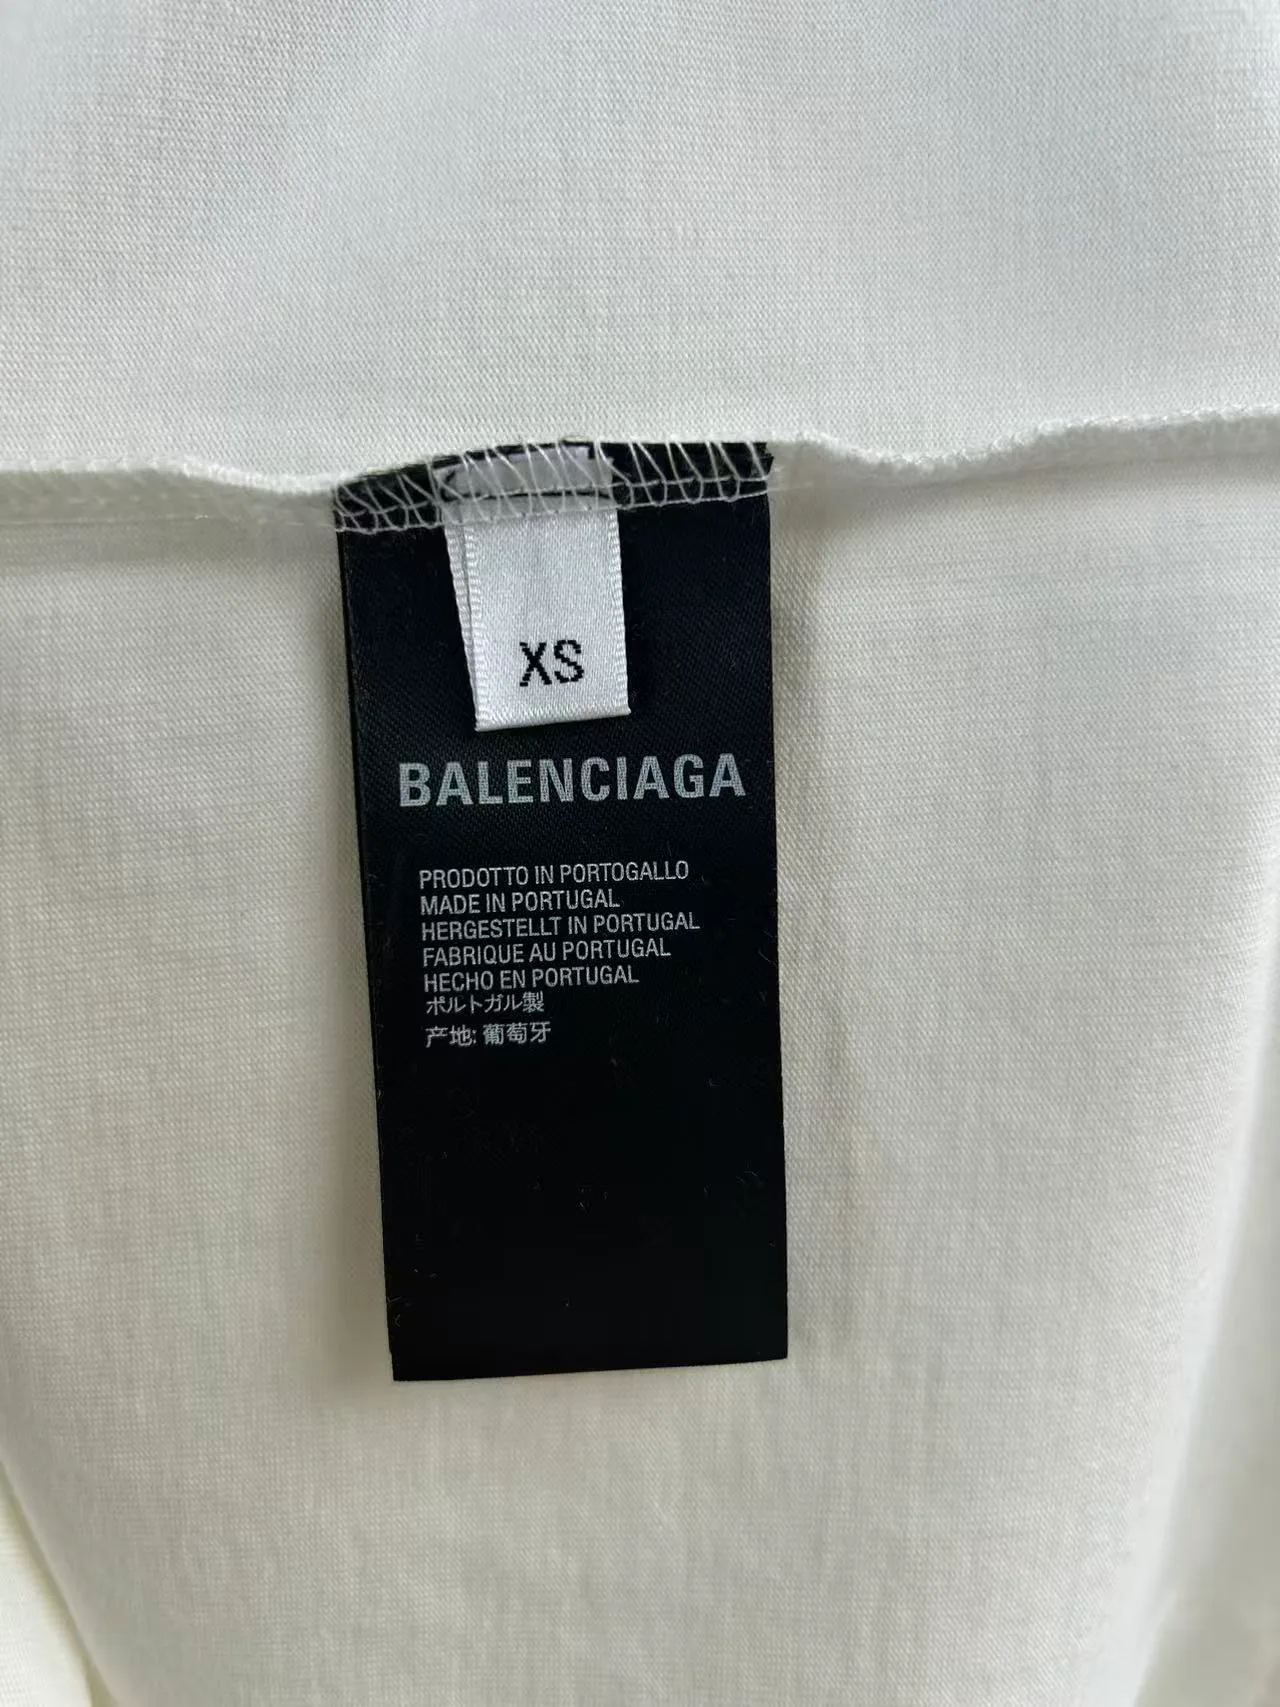 XS
BALENCIAGA
PRODOTTO IN PORTOGALLO
MADE IN PORTUGAL
HERGESTELLT IN PORTUGAL
FABRIQUE AU PORTUGAL
HECHO EN PORTUGAL
ポルトガル製
产地: 葡萄牙